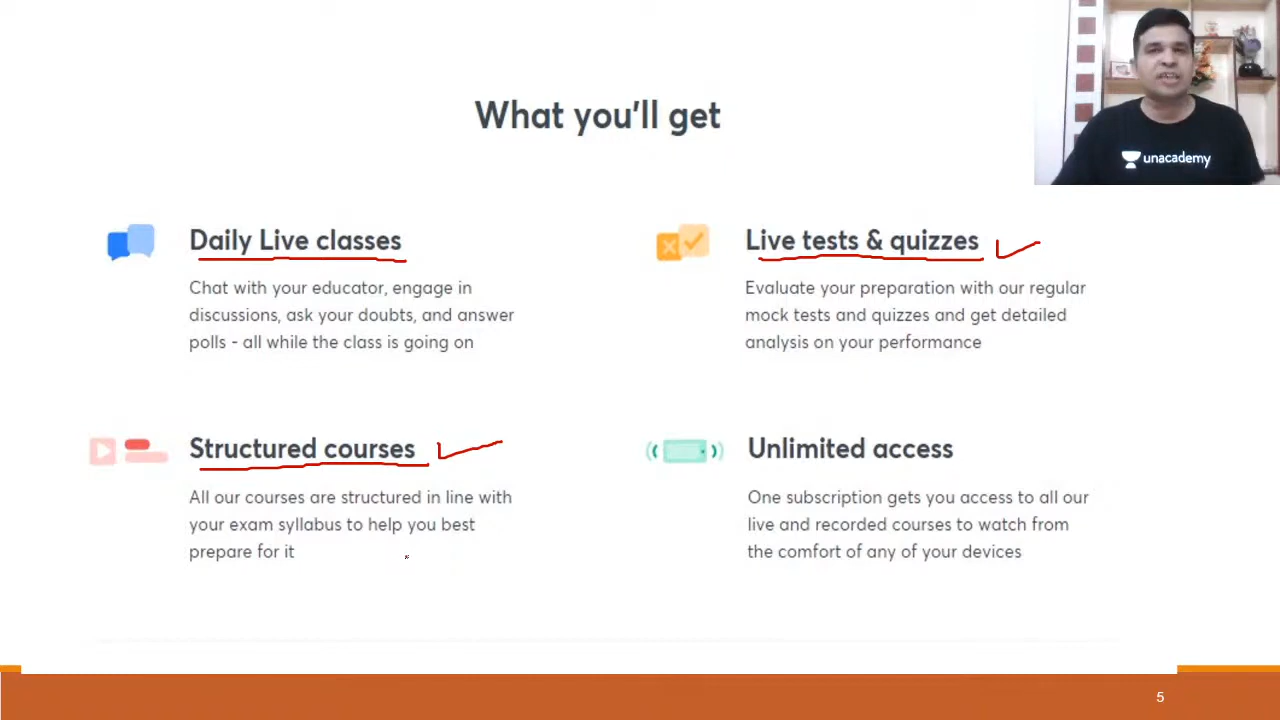 What you'll get
unacademy
Daily Live classes
Chat with your educator, engage in
discussions, ask your doubts, and answer
polls - all while the class is going on
Live tests & quizzes
Evaluate your preparation with our regular
mock tests and quizzes and get detailed
analysis on your performance
Structured courses
All our courses are structured in line with
your exam syllabus to help you best
prepare for it
Unlimited access
One subscription gets you access to all our
live and recorded courses to watch from
the comfort of any of your devices
5